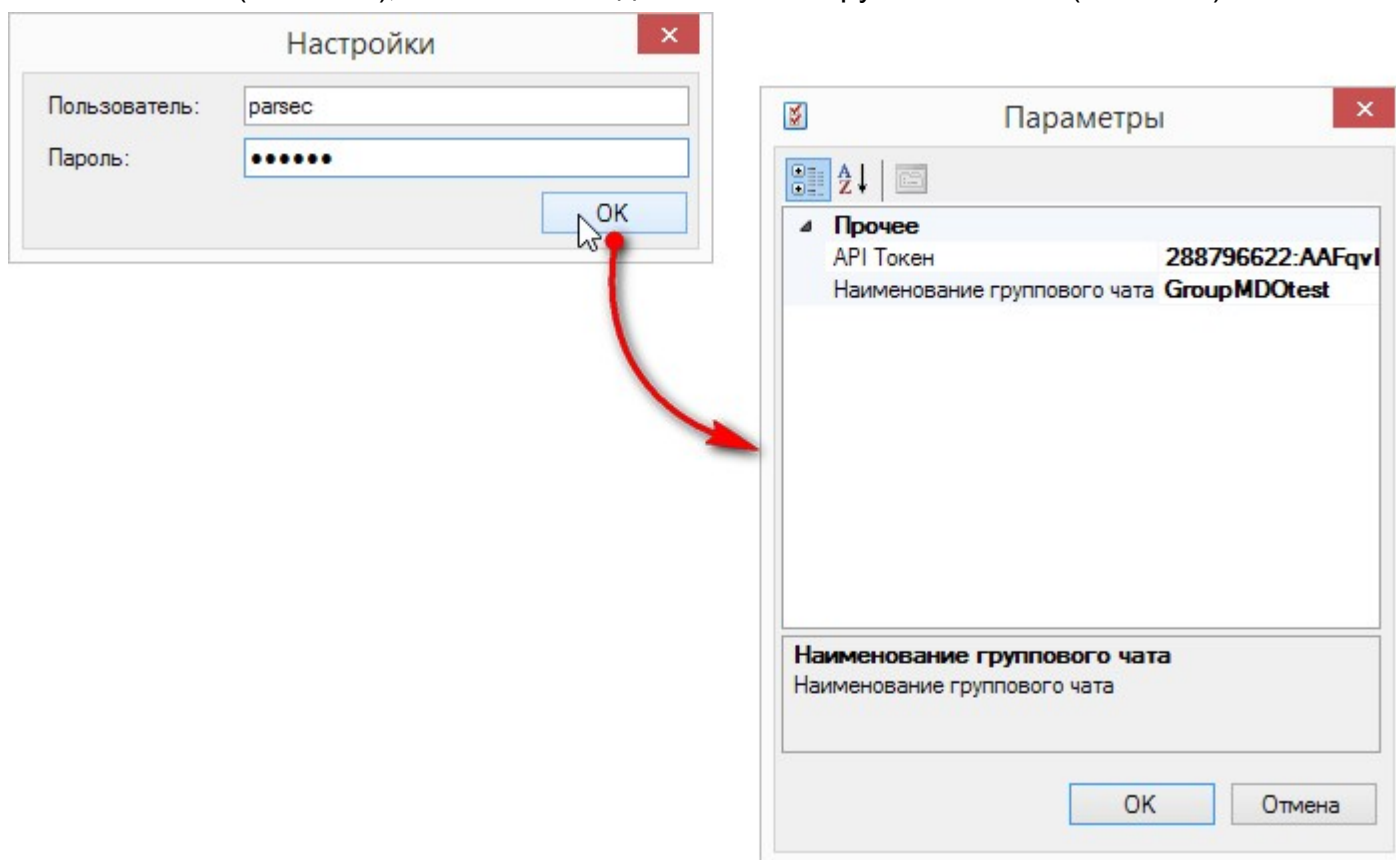 Настройки
Пользователь: parsec
Пароль: ••••••
OK
Параметры
Прочее
API Токен 288796622:AAFqvI
Наименование группового чата GroupMDOtest
Наименование группового чата
Наименование группового чата
OK Отмена